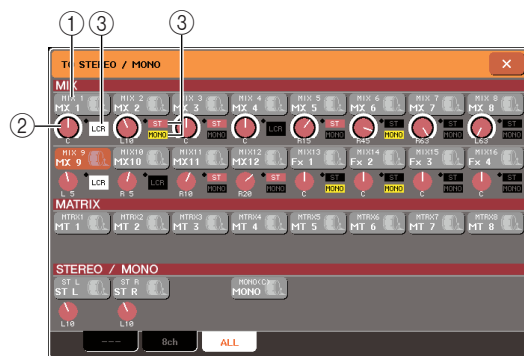 ① ③ ③
②
TO STEREO / MONO ×
MIX
MIX 1 MIX 2 MIX 3 MIX 4 MIX 5 MIX 6 MIX 7 MIX 8
MX 1 MX 2 MX 3 MX 4 MX 5 MX 6 MX 7 MX 8
LCR ST MONO ST MONO LCR ST MONO ST MONO ST MONO ST MONO
C L10 C C R15 R45 R63 L63
MIX 9 MIX10 MIX11 MIX12 MIX13 MIX14 MIX15 MIX16
MX 9 MX10 MX11 MX12 Fx 1 Fx 2 Fx 3 Fx 4
LCR LCR ST MONO ST MONO ST MONO ST MONO ST MONO ST MONO
L 5 R 5 R10 R20 C C C C
MATRIX
MTRX1 MTRX2 MTRX3 MTRX4 MTRX5 MTRX6 MTRX7 MTRX8
MT 1 MT 2 MT 3 MT 4 MT 5 MT 6 MT 7 MT 8
STEREO / MONO
ST L ST R MONO(C)
ST L ST R MONO
L10 L10
--- 8ch ALL